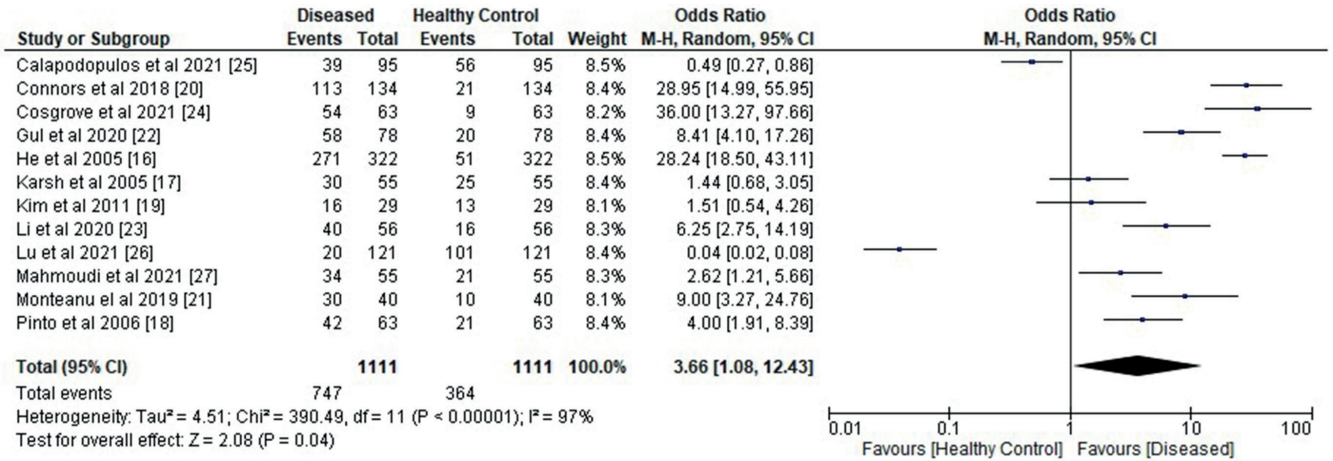 Diseased Healthy Control Odds Ratio Odds Ratio
Study or Subgroup Events Total Events Total Weight M-H, Random, 95% CI M-H, Random, 95% CI
Calapodopulos et al 2021 [25] 39 95 56 95 8.5% 0.49 [0.27, 0.86]
Connors et al 2018 [20] 113 134 21 134 8.4% 28.95 [14.99, 55.95]
Cosgrove et al 2021 [24] 54 63 9 63 8.2% 36.00 [13.27, 97.66]
Gul et al 2020 [22] 58 78 20 78 8.4% 8.41 [4.10, 17.26]
He et al 2005 [16] 271 322 51 322 8.5% 28.24 [18.50, 43.11]
Karsh et al 2005 [17] 30 55 25 55 8.4% 1.44 [0.68, 3.05]
Kim et al 2011 [19] 16 29 13 29 8.1% 1.51 [0.54, 4.26]
Li et al 2020 [23] 40 56 16 56 8.3% 6.25 [2.75, 14.19]
Lu et al 2021 [26] 20 121 101 121 8.4% 0.04 [0.02, 0.08]
Mahmoudi et al 2021 [27] 34 55 21 55 8.3% 2.62 [1.21, 5.66]
Monteanu el al 2019 [21] 30 40 10 40 8.1% 9.00 [3.27, 24.76]
Pinto et al 2006 [18] 42 63 21 63 8.4% 4.00 [1.91, 8.39]
Total (95% CI) 1111 1111 100.0% 3.66 [1.08, 12.43]
Total events 747 364
Heterogeneity: Tau² = 4.51; Chi² = 390.49, df = 11 (P < 0.00001); I² = 97%
Test for overall effect: Z = 2.08 (P = 0.04)
0.01 0.1 1 10 100
Favours [Healthy Control] Favours [Diseased]